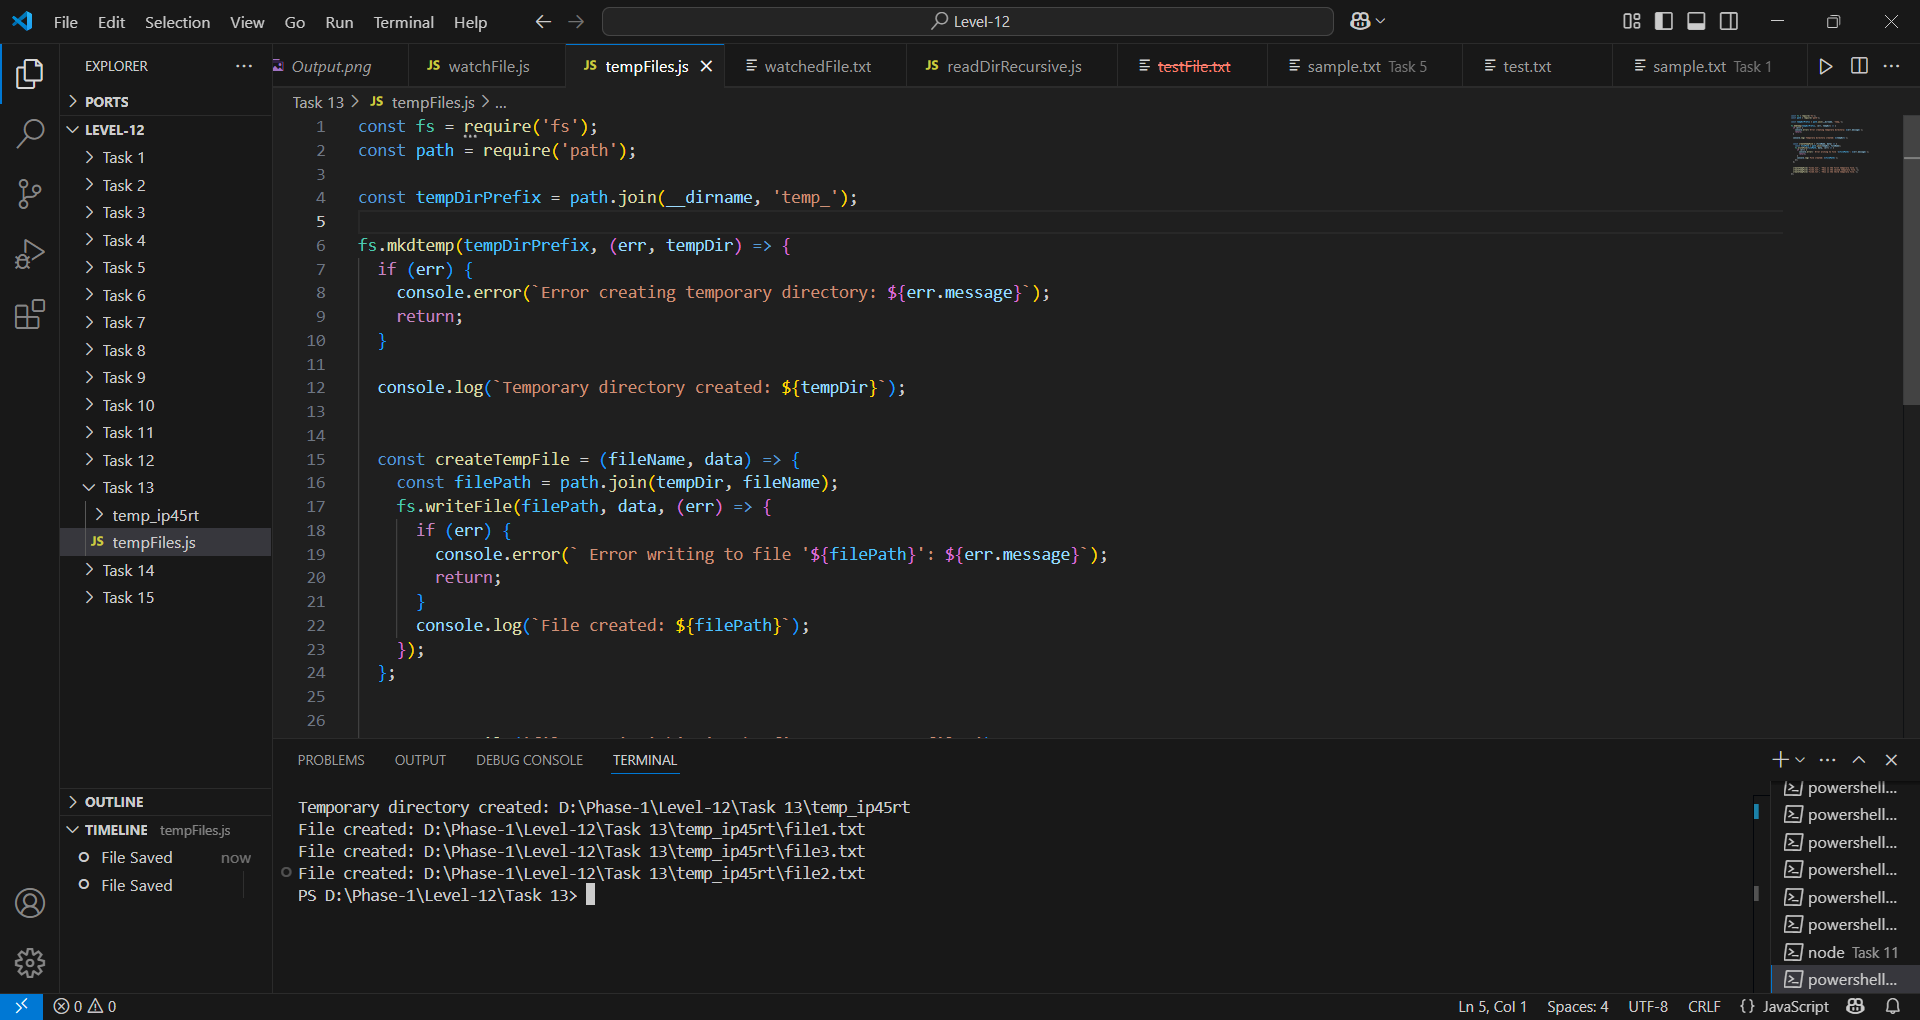 File Edit Selection View Go Run Terminal Help
Level-12
EXPLORER
PORTS
LEVEL-12
Task 1
Task 2
Task 3
Task 4
Task 5
Task 6
Task 7
Task 8
Task 9
Task 10
Task 11
Task 12
Task 13
temp_ip45rt
JS tempFiles.js
Task 14
Task 15
OUTLINE
TIMELINE tempFiles.js
File Saved now
File Saved
Output.png JS watchFile.js JS tempFiles.js watchedFile.txt JS readDirRecursive.js testFile.txt sample.txt Task 5 test.txt sample.txt Task 1
Task 13 > JS tempFiles.js > ...
1 const fs = require('fs');
2 const path = require('path');
3
4 const tempDirPrefix = path.join(__dirname, 'temp_');
5
6 fs.mkdtemp(tempDirPrefix, (err, tempDir) => {
7 if (err) {
8 console.error(`Error creating temporary directory: ${err.message}`);
9 return;
10 }
11
12 console.log(`Temporary directory created: ${tempDir}`);
13
14
15 const createTempFile = (fileName, data) => {
16 const filePath = path.join(tempDir, fileName);
17 fs.writeFile(filePath, data, (err) => {
18 if (err) {
19 console.error(` Error writing to file '${filePath}': ${err.message}`);
20 return;
21 }
22 console.log(`File created: ${filePath}`);
23 });
24 };
25
26
PROBLEMS OUTPUT DEBUG CONSOLE TERMINAL
Temporary directory created: D:\Phase-1\Level-12\Task 13\temp_ip45rt
File created: D:\Phase-1\Level-12\Task 13\temp_ip45rt\file1.txt
File created: D:\Phase-1\Level-12\Task 13\temp_ip45rt\file3.txt
File created: D:\Phase-1\Level-12\Task 13\temp_ip45rt\file2.txt
PS D:\Phase-1\Level-12\Task 13>
powershell...
powershell...
powershell...
powershell...
powershell...
powershell...
node Task 11
powershell...
0 0 Ln 5, Col 1 Spaces: 4 UTF-8 CRLF {} JavaScript